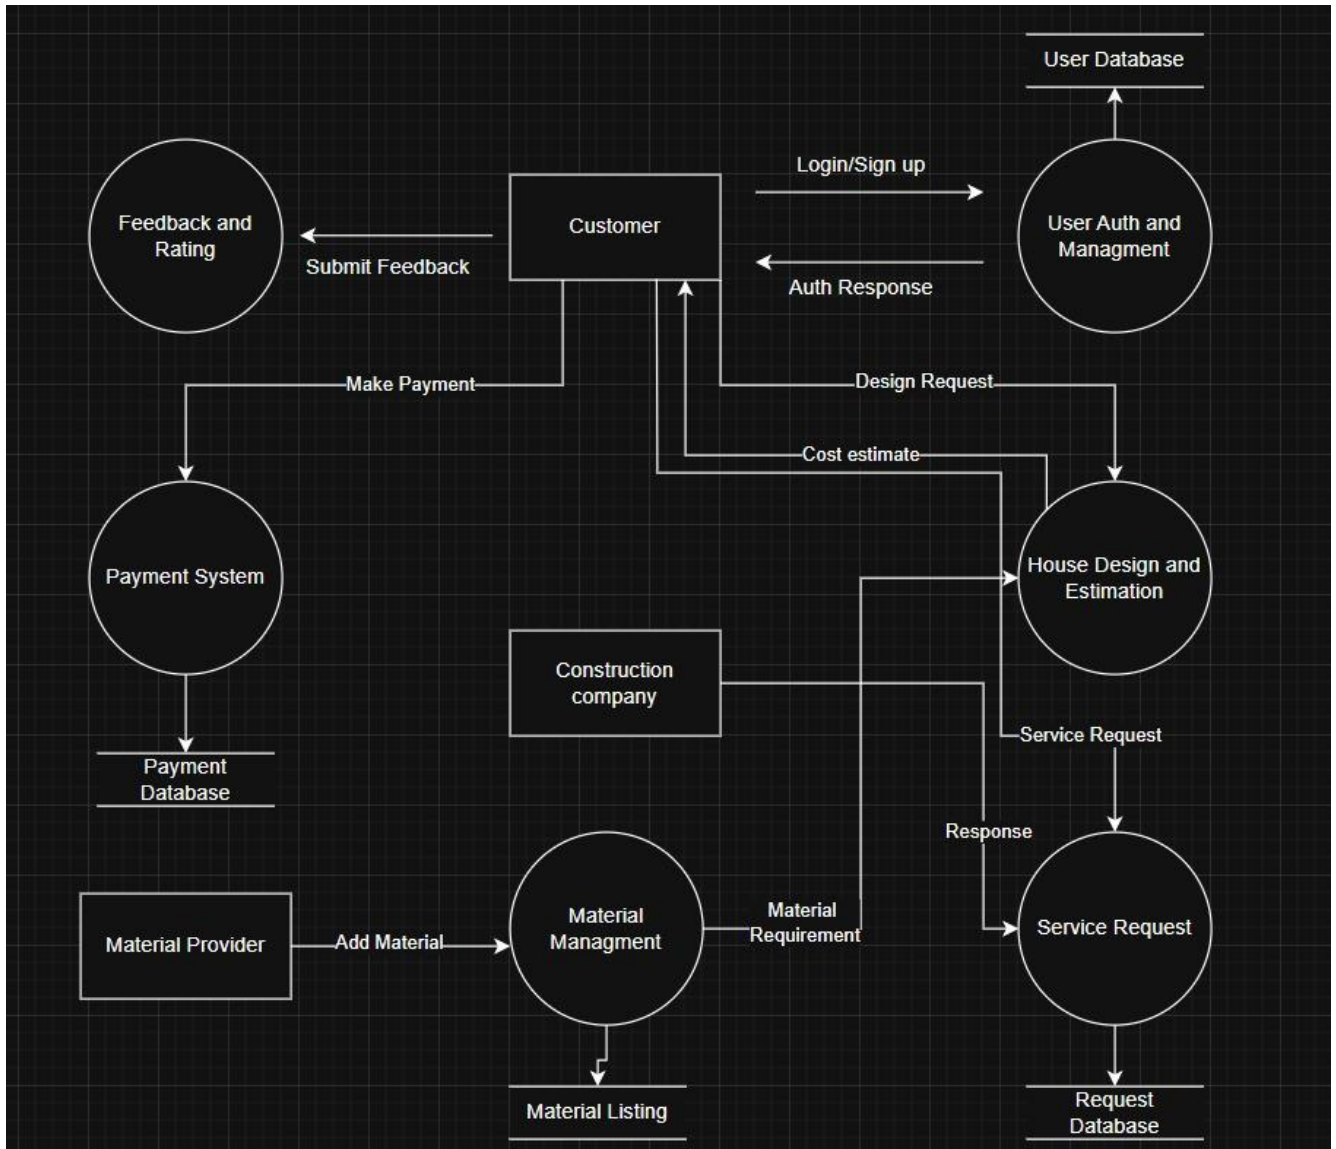 User Database
Login/Sign up
Feedback and
Rating
Customer
User Auth and
Managment
Submit Feedback
Auth Response
Make Payment
Design Request
Cost estimate
Payment System
House Design and
Estimation
Construction
company
Service Request
Payment
Database
Response
Material Provider
Add Material
Material
Managment
Material
Requirement
Service Request
Material Listing
Request
Database